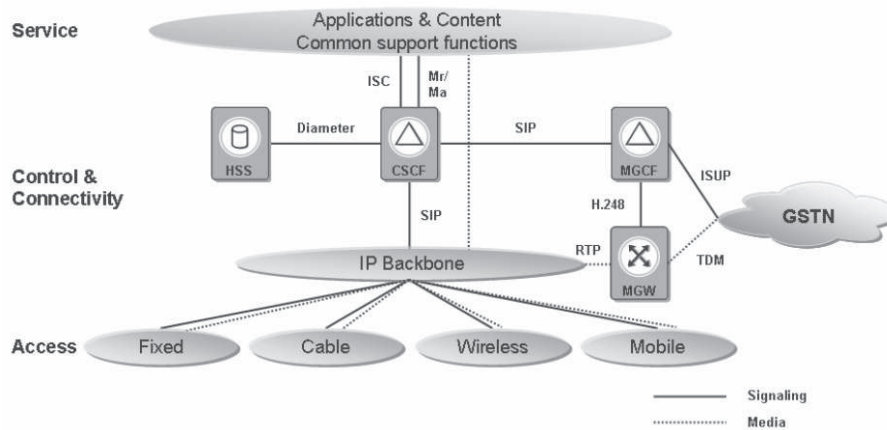 Service
Applications & Content
Common support functions
ISC
Mr/
Ma
Diameter
SIP
HSS
CSCF
MGCF
Control &
Connectivity
ISUP
H.248
GSTN
SIP
RTP
TDM
IP Backbone
MGW
Access
Fixed
Cable
Wireless
Mobile
Signaling
Media